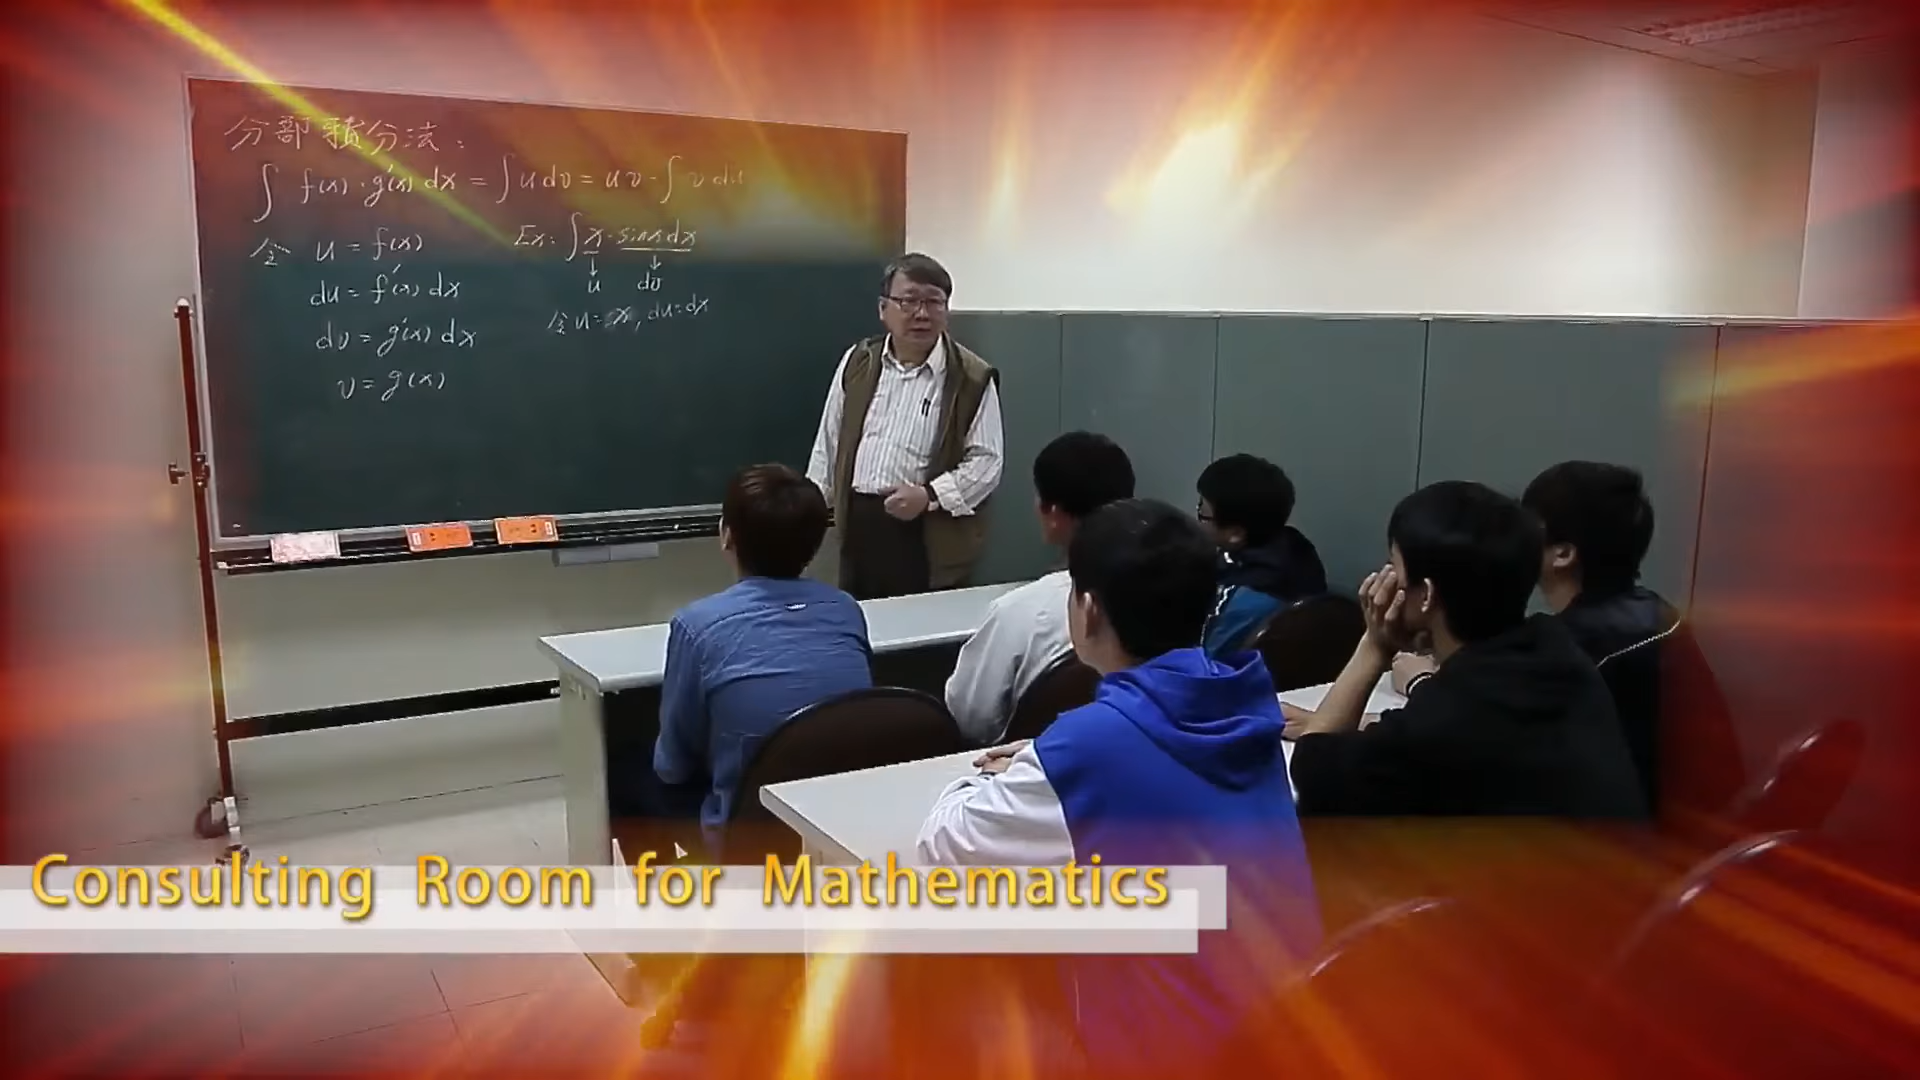 分部積分法:
∫ f(x)·g'(x) dx = ∫ u dv = uv - ∫ v du
令 u = f(x)
du = f'(x) dx
dv = g'(x) dx
v = g(x)
Ex: ∫ x · sinx dx
↓ ↓
u dv
令 u = x, du = dx
Consulting Room for Mathematics